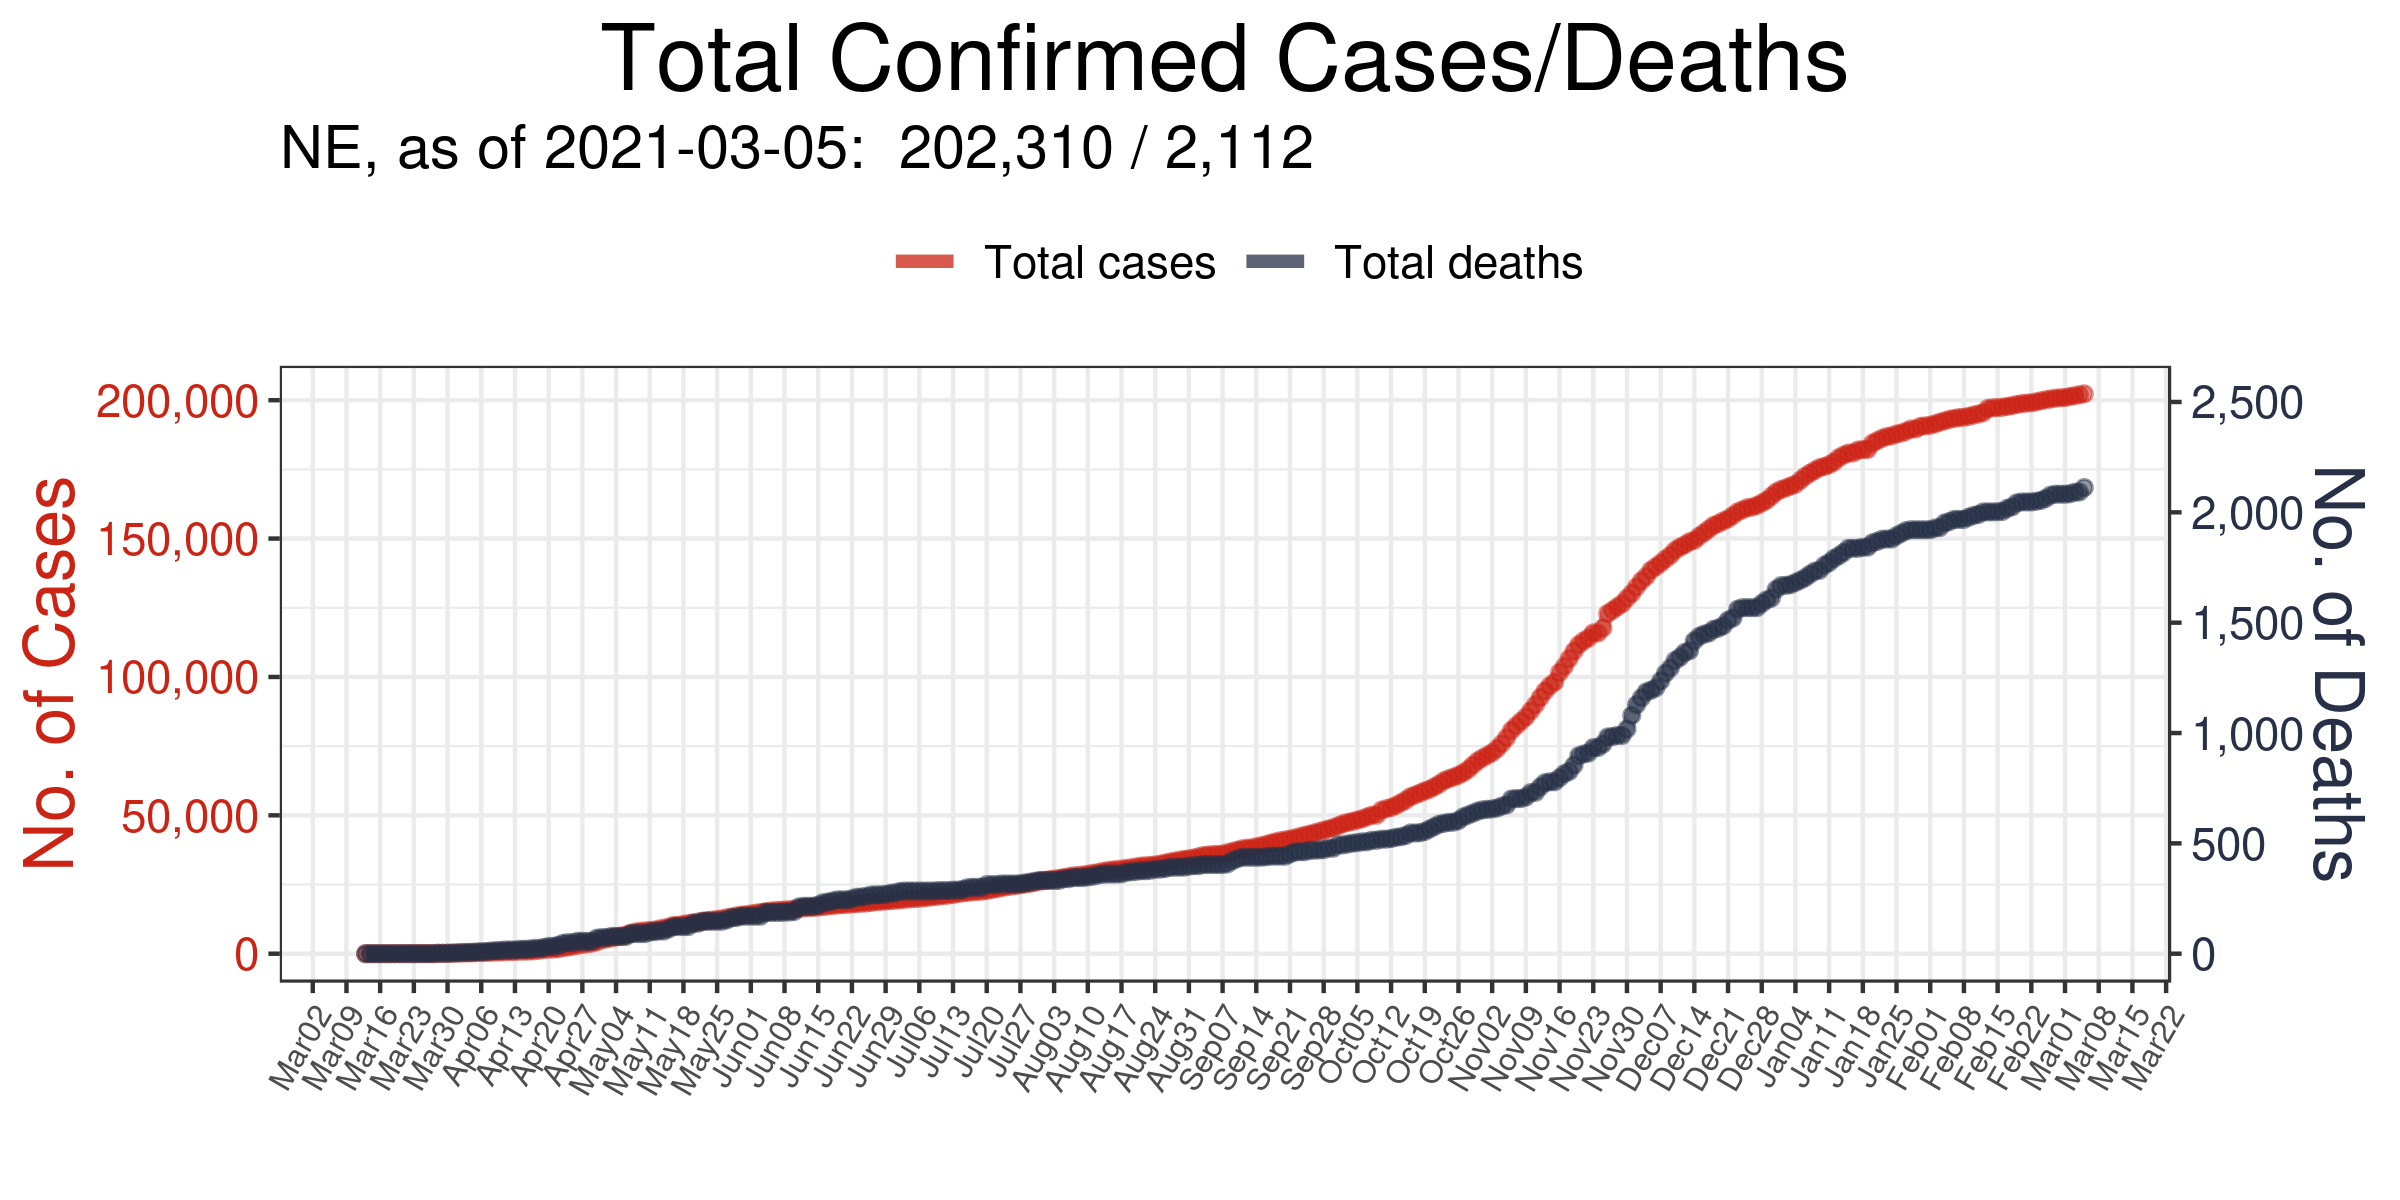 Total Confirmed Cases/Deaths
NE, as of 2021-03-05:  202,310 / 2,112
Total cases
Total deaths
No. of Cases
200,000
150,000
100,000
50,000
0
2,500
2,000
1,500
1,000
500
0
No. of Deaths
Mar02
Mar09
Mar16
Mar23
Mar30
Apr06
Apr13
Apr20
Apr27
May04
May11
May18
May25
Jun01
Jun08
Jun15
Jun22
Jun29
Jul06
Jul13
Jul20
Jul27
Aug03
Aug10
Aug17
Aug24
Aug31
Sep07
Sep14
Sep21
Sep28
Oct05
Oct12
Oct19
Oct26
Nov02
Nov09
Nov16
Nov23
Nov30
Dec07
Dec14
Dec21
Dec28
Jan04
Jan11
Jan18
Jan25
Feb01
Feb08
Feb15
Feb22
Mar01
Mar08
Mar15
Mar22